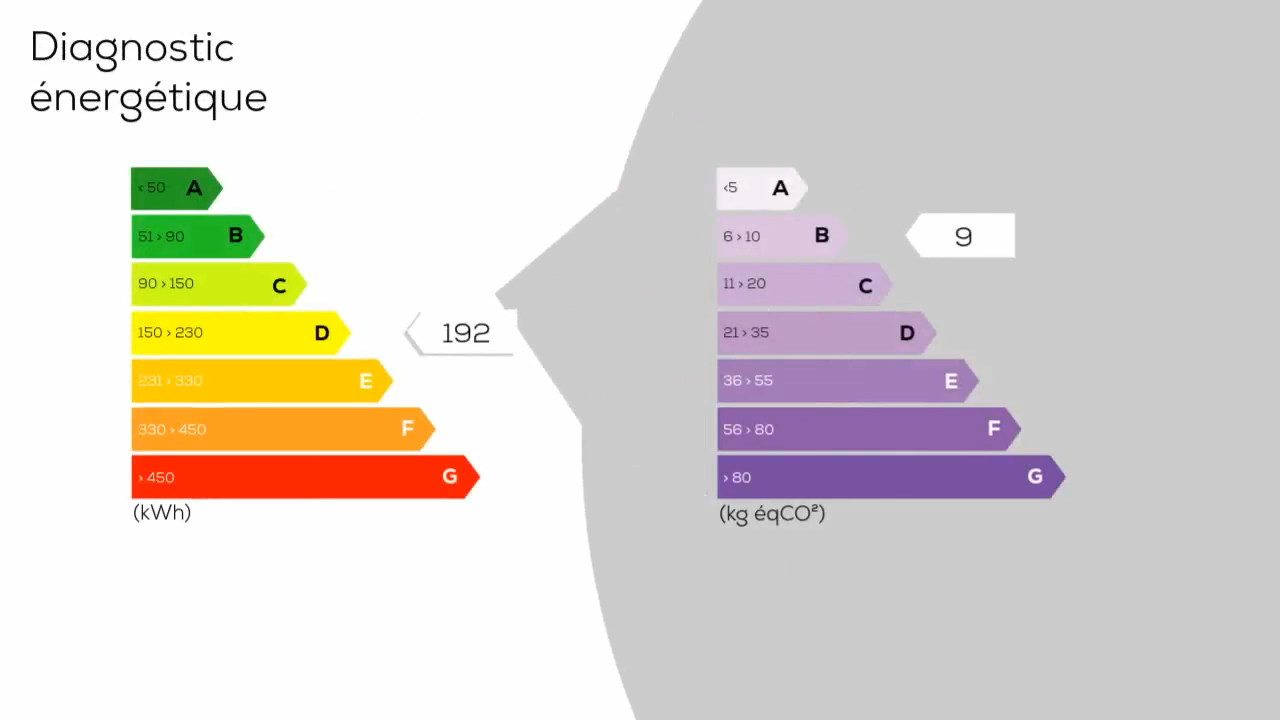 Diagnostic
énergétique
< 50 A
51 > 90 B
90 > 150 C
150 > 230 D
192
231 > 330 E
330 > 450 F
> 450 G
(kWh)
<5 A
6 > 10 B
9
11 > 20 C
21 > 35 D
36 > 55 E
56 > 80 F
> 80 G
(kg éqCO²)